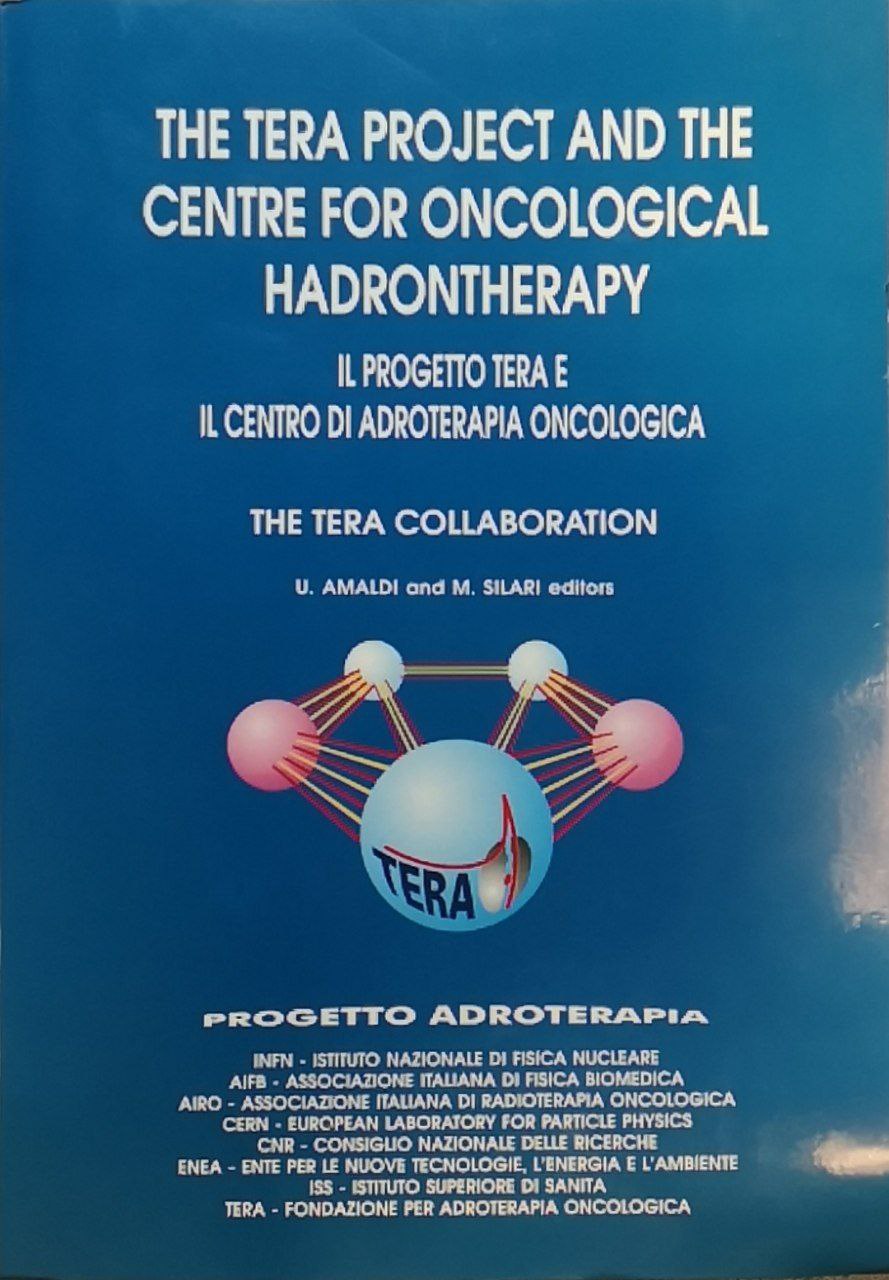 THE TERA PROJECT AND THE
CENTRE FOR ONCOLOGICAL
HADRONTHERAPY
IL PROGETTO TERA E
IL CENTRO DI ADROTERAPIA ONCOLOGICA
THE TERA COLLABORATION
U. AMALDI and M. SILARI editors
TERA
PROGETTO ADROTERAPIA
INFN - ISTITUTO NAZIONALE DI FISICA NUCLEARE
AIFB - ASSOCIAZIONE ITALIANA DI FISICA BIOMEDICA
AIRO - ASSOCIAZIONE ITALIANA DI RADIOTERAPIA ONCOLOGICA
CERN - EUROPEAN LABORATORY FOR PARTICLE PHYSICS
CNR - CONSIGLIO NAZIONALE DELLE RICERCHE
ENEA - ENTE PER LE NUOVE TECNOLOGIE, L'ENERGIA E L'AMBIENTE
ISS - ISTITUTO SUPERIORE DI SANITA
TERA - FONDAZIONE PER ADROTERAPIA ONCOLOGICA